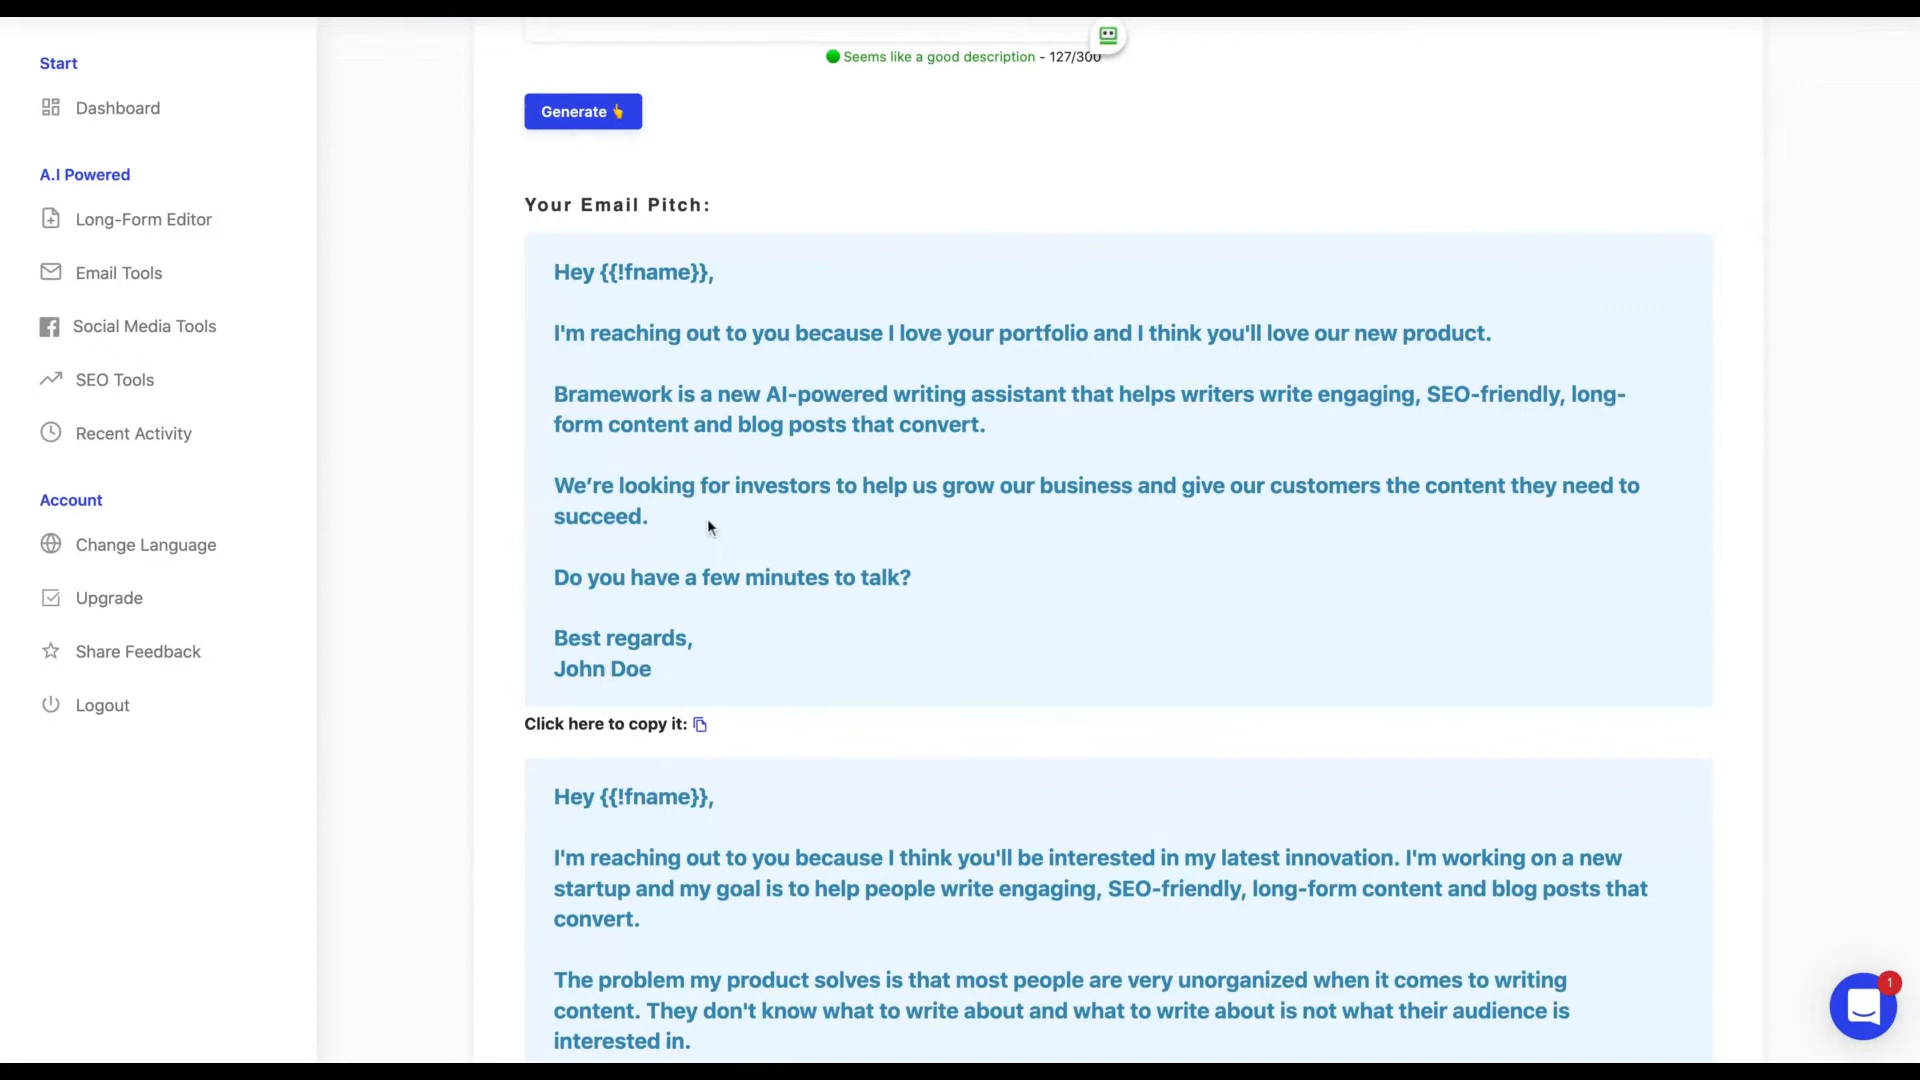 Start
Dashboard
A.I Powered
Long-Form Editor
Email Tools
Social Media Tools
SEO Tools
Recent Activity
Account
Change Language
Upgrade
Share Feedback
Logout
Seems like a good description - 127/300
Generate 👆
Your Email Pitch:
Hey {{!fname}},
I'm reaching out to you because I love your portfolio and I think you'll love our new product.
Bramework is a new AI-powered writing assistant that helps writers write engaging, SEO-friendly, long-
form content and blog posts that convert.
We’re looking for investors to help us grow our business and give our customers the content they need to
succeed.
Do you have a few minutes to talk?
Best regards,
John Doe
Click here to copy it:
Hey {{!fname}},
I'm reaching out to you because I think you'll be interested in my latest innovation. I'm working on a new
startup and my goal is to help people write engaging, SEO-friendly, long-form content and blog posts that
convert.
The problem my product solves is that most people are very unorganized when it comes to writing
content. They don't know what to write about and what to write about is not what their audience is
interested in.
1